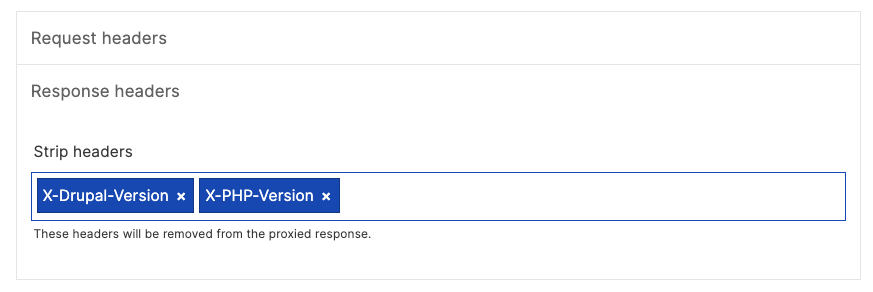 Request headers
Response headers
Strip headers
X-Drupal-Version × X-PHP-Version ×
These headers will be removed from the proxied response.